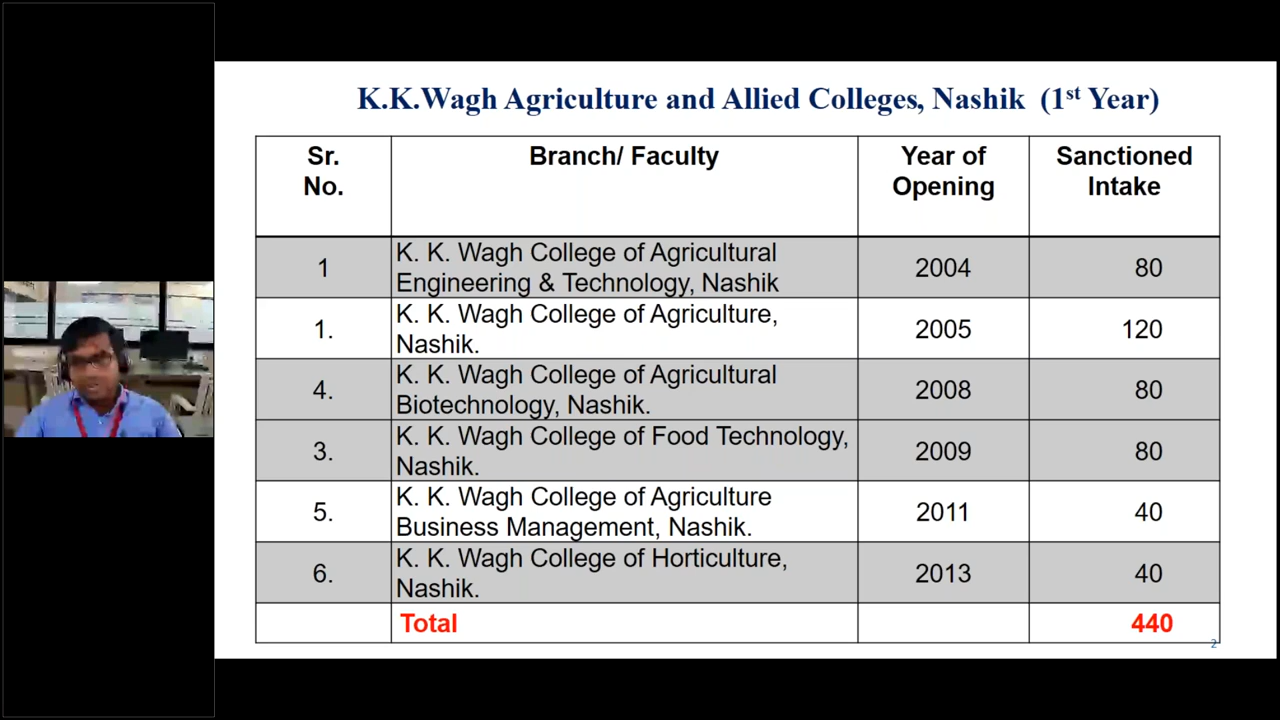 K.K.Wagh Agriculture and Allied Colleges, Nashik (1st Year)
Sr. No. Branch/ Faculty Year of Opening Sanctioned Intake
1 K. K. Wagh College of Agricultural Engineering & Technology, Nashik 2004 80
1. K. K. Wagh College of Agriculture, Nashik. 2005 120
4. K. K. Wagh College of Agricultural Biotechnology, Nashik. 2008 80
3. K. K. Wagh College of Food Technology, Nashik. 2009 80
5. K. K. Wagh College of Agriculture Business Management, Nashik. 2011 40
6. K. K. Wagh College of Horticulture, Nashik. 2013 40
Total 440
2